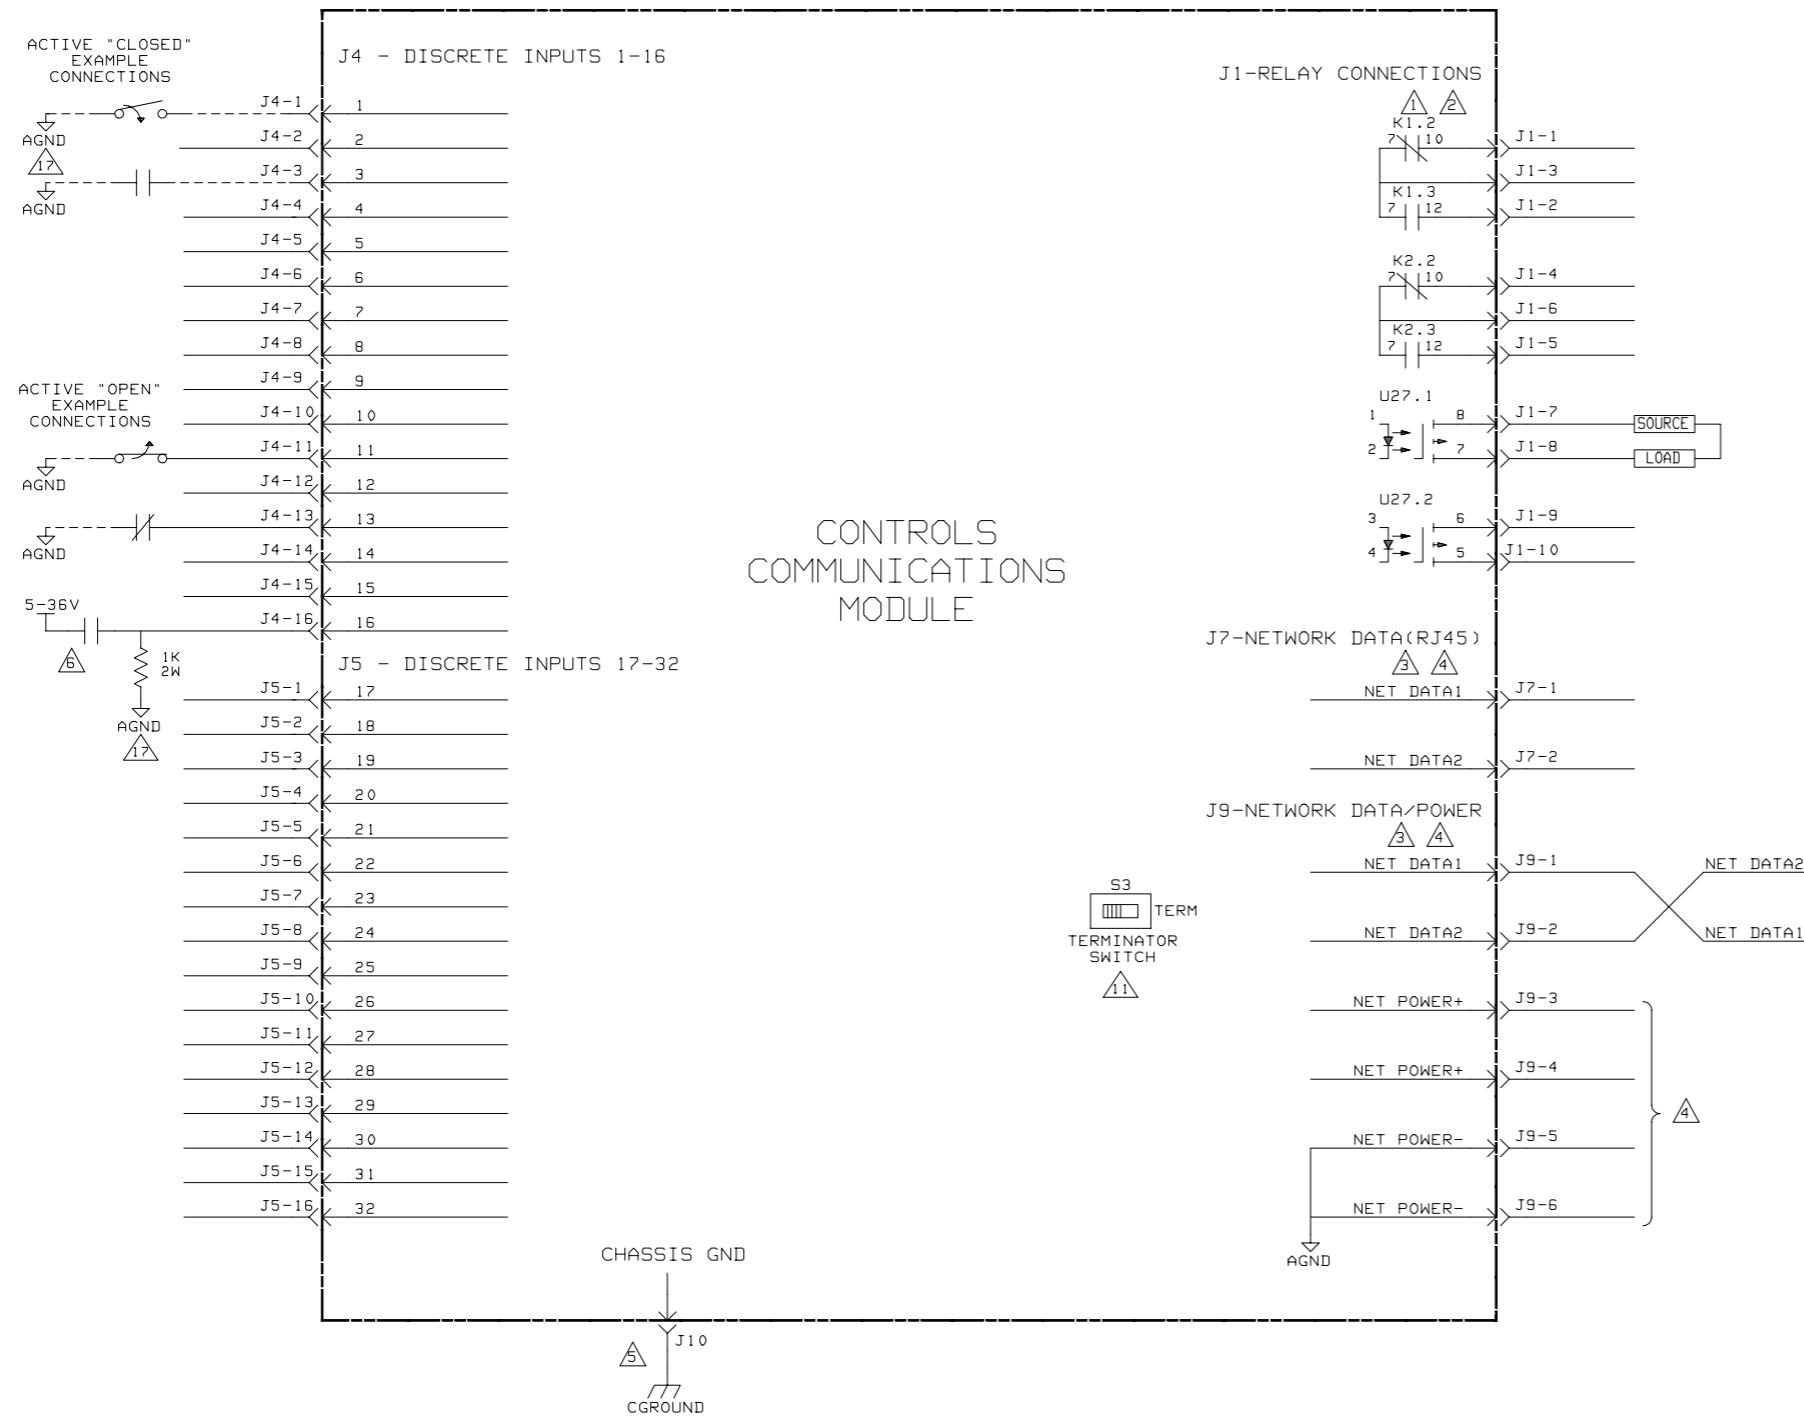 ACTIVE "CLOSED"
EXAMPLE
CONNECTIONS
AGND
17
AGND
ACTIVE "OPEN"
EXAMPLE
CONNECTIONS
AGND
AGND
5-36V
6
1K
2W
AGND
17
J4 - DISCRETE INPUTS 1-16
J4-1 1
J4-2 2
J4-3 3
J4-4 4
J4-5 5
J4-6 6
J4-7 7
J4-8 8
J4-9 9
J4-10 10
J4-11 11
J4-12 12
J4-13 13
J4-14 14
J4-15 15
J4-16 16
J5 - DISCRETE INPUTS 17-32
J5-1 17
J5-2 18
J5-3 19
J5-4 20
J5-5 21
J5-6 22
J5-7 23
J5-8 24
J5-9 25
J5-10 26
J5-11 27
J5-12 28
J5-13 29
J5-14 30
J5-15 31
J5-16 32
CONTROLS
COMMUNICATIONS
MODULE
S3
TERM
TERMINATOR
SWITCH
11
CHASSIS GND
J10
5
CGROUND
J1-RELAY CONNECTIONS
1 2
K1.2
7 10 J1-1
J1-3
K1.3
7 12 J1-2
K2.2
7 10 J1-4
J1-6
K2.3
7 12 J1-5
U27.1
1 8 J1-7 SOURCE
2 7 J1-8 LOAD
U27.2
3 6 J1-9
4 5 J1-10
J7-NETWORK DATA(RJ45)
3 4
NET DATA1 J7-1
NET DATA2 J7-2
J9-NETWORK DATA/POWER
3 4
NET DATA1 J9-1 NET DATA2
NET DATA2 J9-2 NET DATA1
NET POWER+ J9-3
NET POWER+ J9-4
4
NET POWER- J9-5
NET POWER- J9-6
AGND